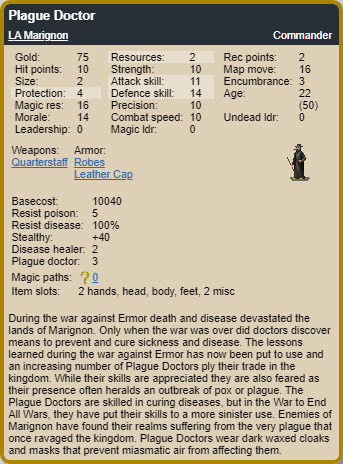 Plague Doctor
LA Marignon Commander
Gold: 75 Resources: 2 Rec points: 2
Hit points: 10 Strength: 10 Map move: 16
Size: 2 Attack skill: 11 Encumbrance: 3
Protection: 4 Defence skill: 14 Age: 22
Magic res: 16 Precision: 10 (50)
Morale: 14 Combat speed: 10 Undead ldr: 0
Leadership: 0 Magic ldr: 0
Weapons: Armor:
Quarterstaff Robes
Leather Cap
Basecost: 10040
Resist poison: 5
Resist disease: 100%
Stealthy: +40
Disease healer: 2
Plague doctor: 3
Magic paths: ?0
Item slots: 2 hands, head, body, feet, 2 misc
During the war against Ermor death and disease devastated the
lands of Marignon. Only when the war was over did doctors discover
means to prevent and cure sickness and disease. The lessons
learned during the war against Ermor has now been put to use and
an increasing number of Plague Doctors ply their trade in the
kingdom. While their skills are appreciated they are also feared as
their presence often heralds an outbreak of pox or plague. The
Plague Doctors are skilled in curing diseases, but in the War to End
All Wars, they have put their skills to a more sinister use. Enemies of
Marignon have found their realms suffering from the very plague that
once ravaged the kingdom. Plague Doctors wear dark waxed cloaks
and masks that prevent miasmatic air from affecting them.